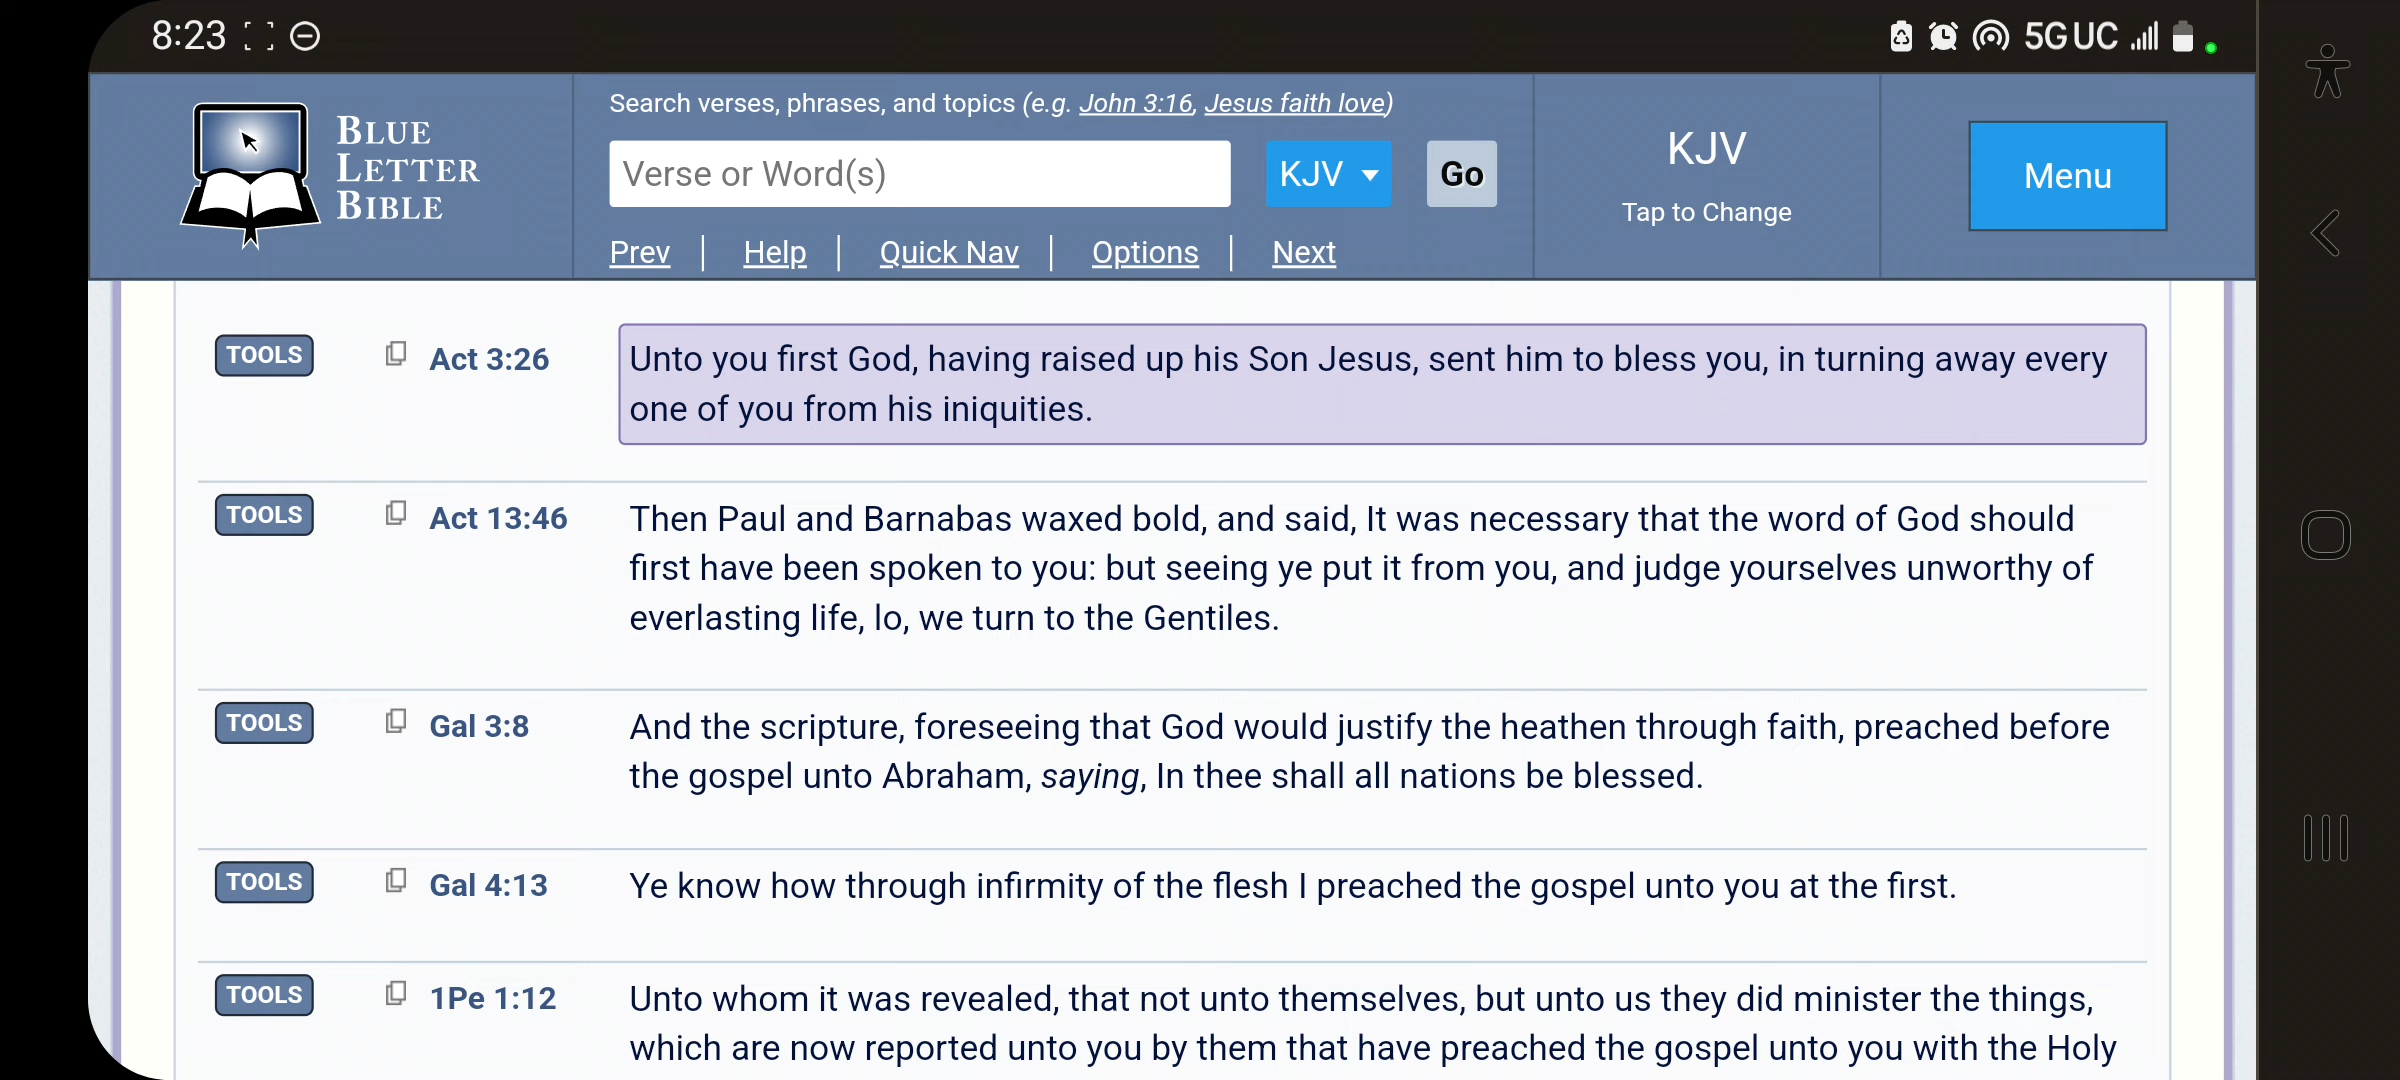 8:23
5G UC
BLUE
LETTER
BIBLE
Search verses, phrases, and topics (e.g. John 3:16, Jesus faith love)
Verse or Word(s)
KJV
Go
Prev | Help | Quick Nav | Options | Next
KJV
Tap to Change
Menu
TOOLS Act 3:26 Unto you first God, having raised up his Son Jesus, sent him to bless you, in turning away every
one of you from his iniquities.
TOOLS Act 13:46 Then Paul and Barnabas waxed bold, and said, It was necessary that the word of God should
first have been spoken to you: but seeing ye put it from you, and judge yourselves unworthy of
everlasting life, lo, we turn to the Gentiles.
TOOLS Gal 3:8 And the scripture, foreseeing that God would justify the heathen through faith, preached before
the gospel unto Abraham, saying, In thee shall all nations be blessed.
TOOLS Gal 4:13 Ye know how through infirmity of the flesh I preached the gospel unto you at the first.
TOOLS 1Pe 1:12 Unto whom it was revealed, that not unto themselves, but unto us they did minister the things,
which are now reported unto you by them that have preached the gospel unto you with the Holy